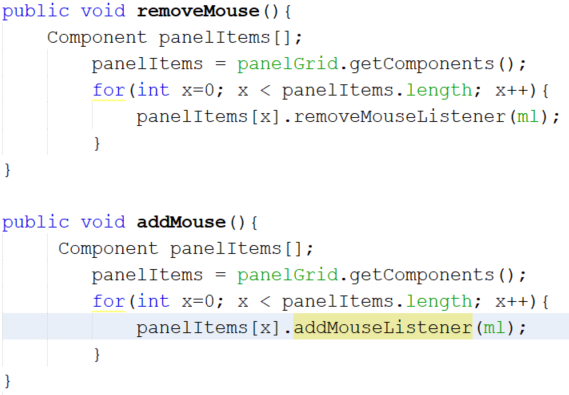 public void removeMouse(){
Component panelItems[];
panelItems = panelGrid.getComponents();
for(int x=0; x < panelItems.length; x++){
panelItems[x].removeMouseListener(ml);
}
}
public void addMouse(){
Component panelItems[];
panelItems = panelGrid.getComponents();
for(int x=0; x < panelItems.length; x++){
panelItems[x].addMouseListener(ml);
}
}